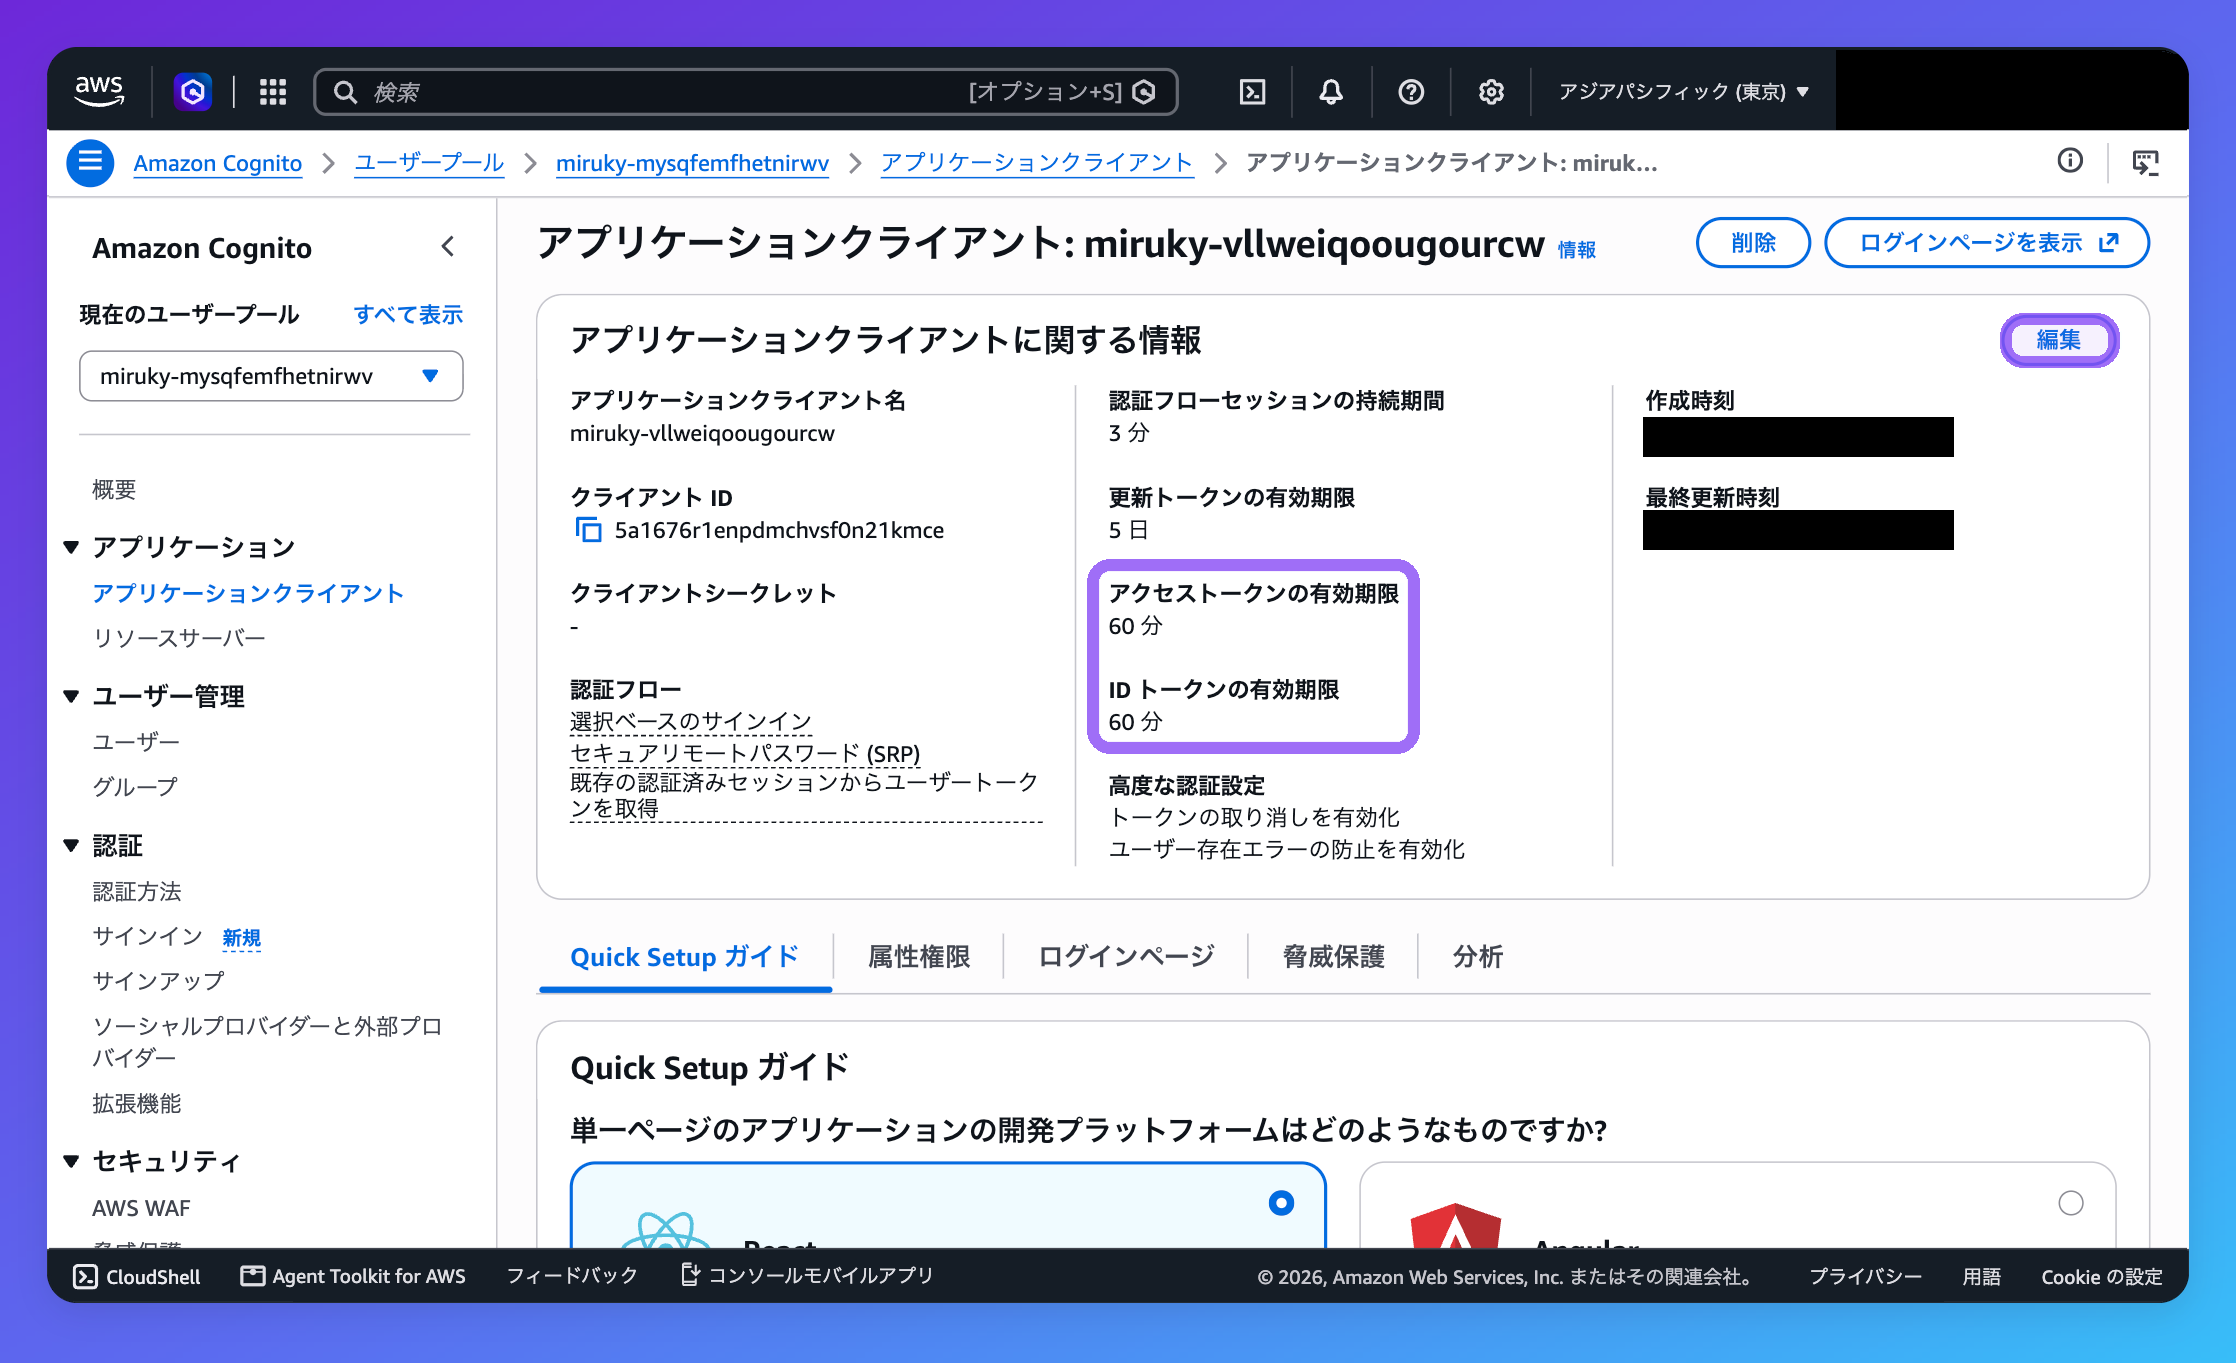 aws
検索
[オプション+S]
アジアパシフィック (東京) ▼
Amazon Cognito
ユーザープール
miruky-mysqfemfhetnirwv
アプリケーションクライアント
アプリケーションクライアント: miruk...
Amazon Cognito
現在のユーザープール
すべて表示
miruky-mysqfemfhetnirwv
概要
アプリケーション
アプリケーションクライアント
リソースサーバー
ユーザー管理
ユーザー
グループ
認証
認証方法
サインイン 新規
サインアップ
ソーシャルプロバイダーと外部プロ
バイダー
拡張機能
セキュリティ
AWS WAF
脅威保護
アプリケーションクライアント: miruky-vllweiqoougourcw 情報
削除
ログインページを表示
アプリケーションクライアントに関する情報
編集
アプリケーションクライアント名
miruky-vllweiqoougourcw
クライアント ID
5a1676r1enpdmchvsf0n21kmce
クライアントシークレット
-
認証フロー
選択ベースのサインイン
セキュアリモートパスワード (SRP)
既存の認証済みセッションからユーザートーク
ンを取得
認証フローセッションの持続期間
3 分
更新トークンの有効期限
5 日
アクセストークンの有効期限
60 分
ID トークンの有効期限
60 分
高度な認証設定
トークンの取り消しを有効化
ユーザー存在エラーの防止を有効化
作成時刻
最終更新時刻
Quick Setup ガイド
属性権限
ログインページ
脅威保護
分析
Quick Setup ガイド
単一ページのアプリケーションの開発プラットフォームはどのようなものですか?
React
Angular
CloudShell
Agent Toolkit for AWS
フィードバック
コンソールモバイルアプリ
© 2026, Amazon Web Services, Inc. またはその関連会社。
プライバシー
用語
Cookie の設定